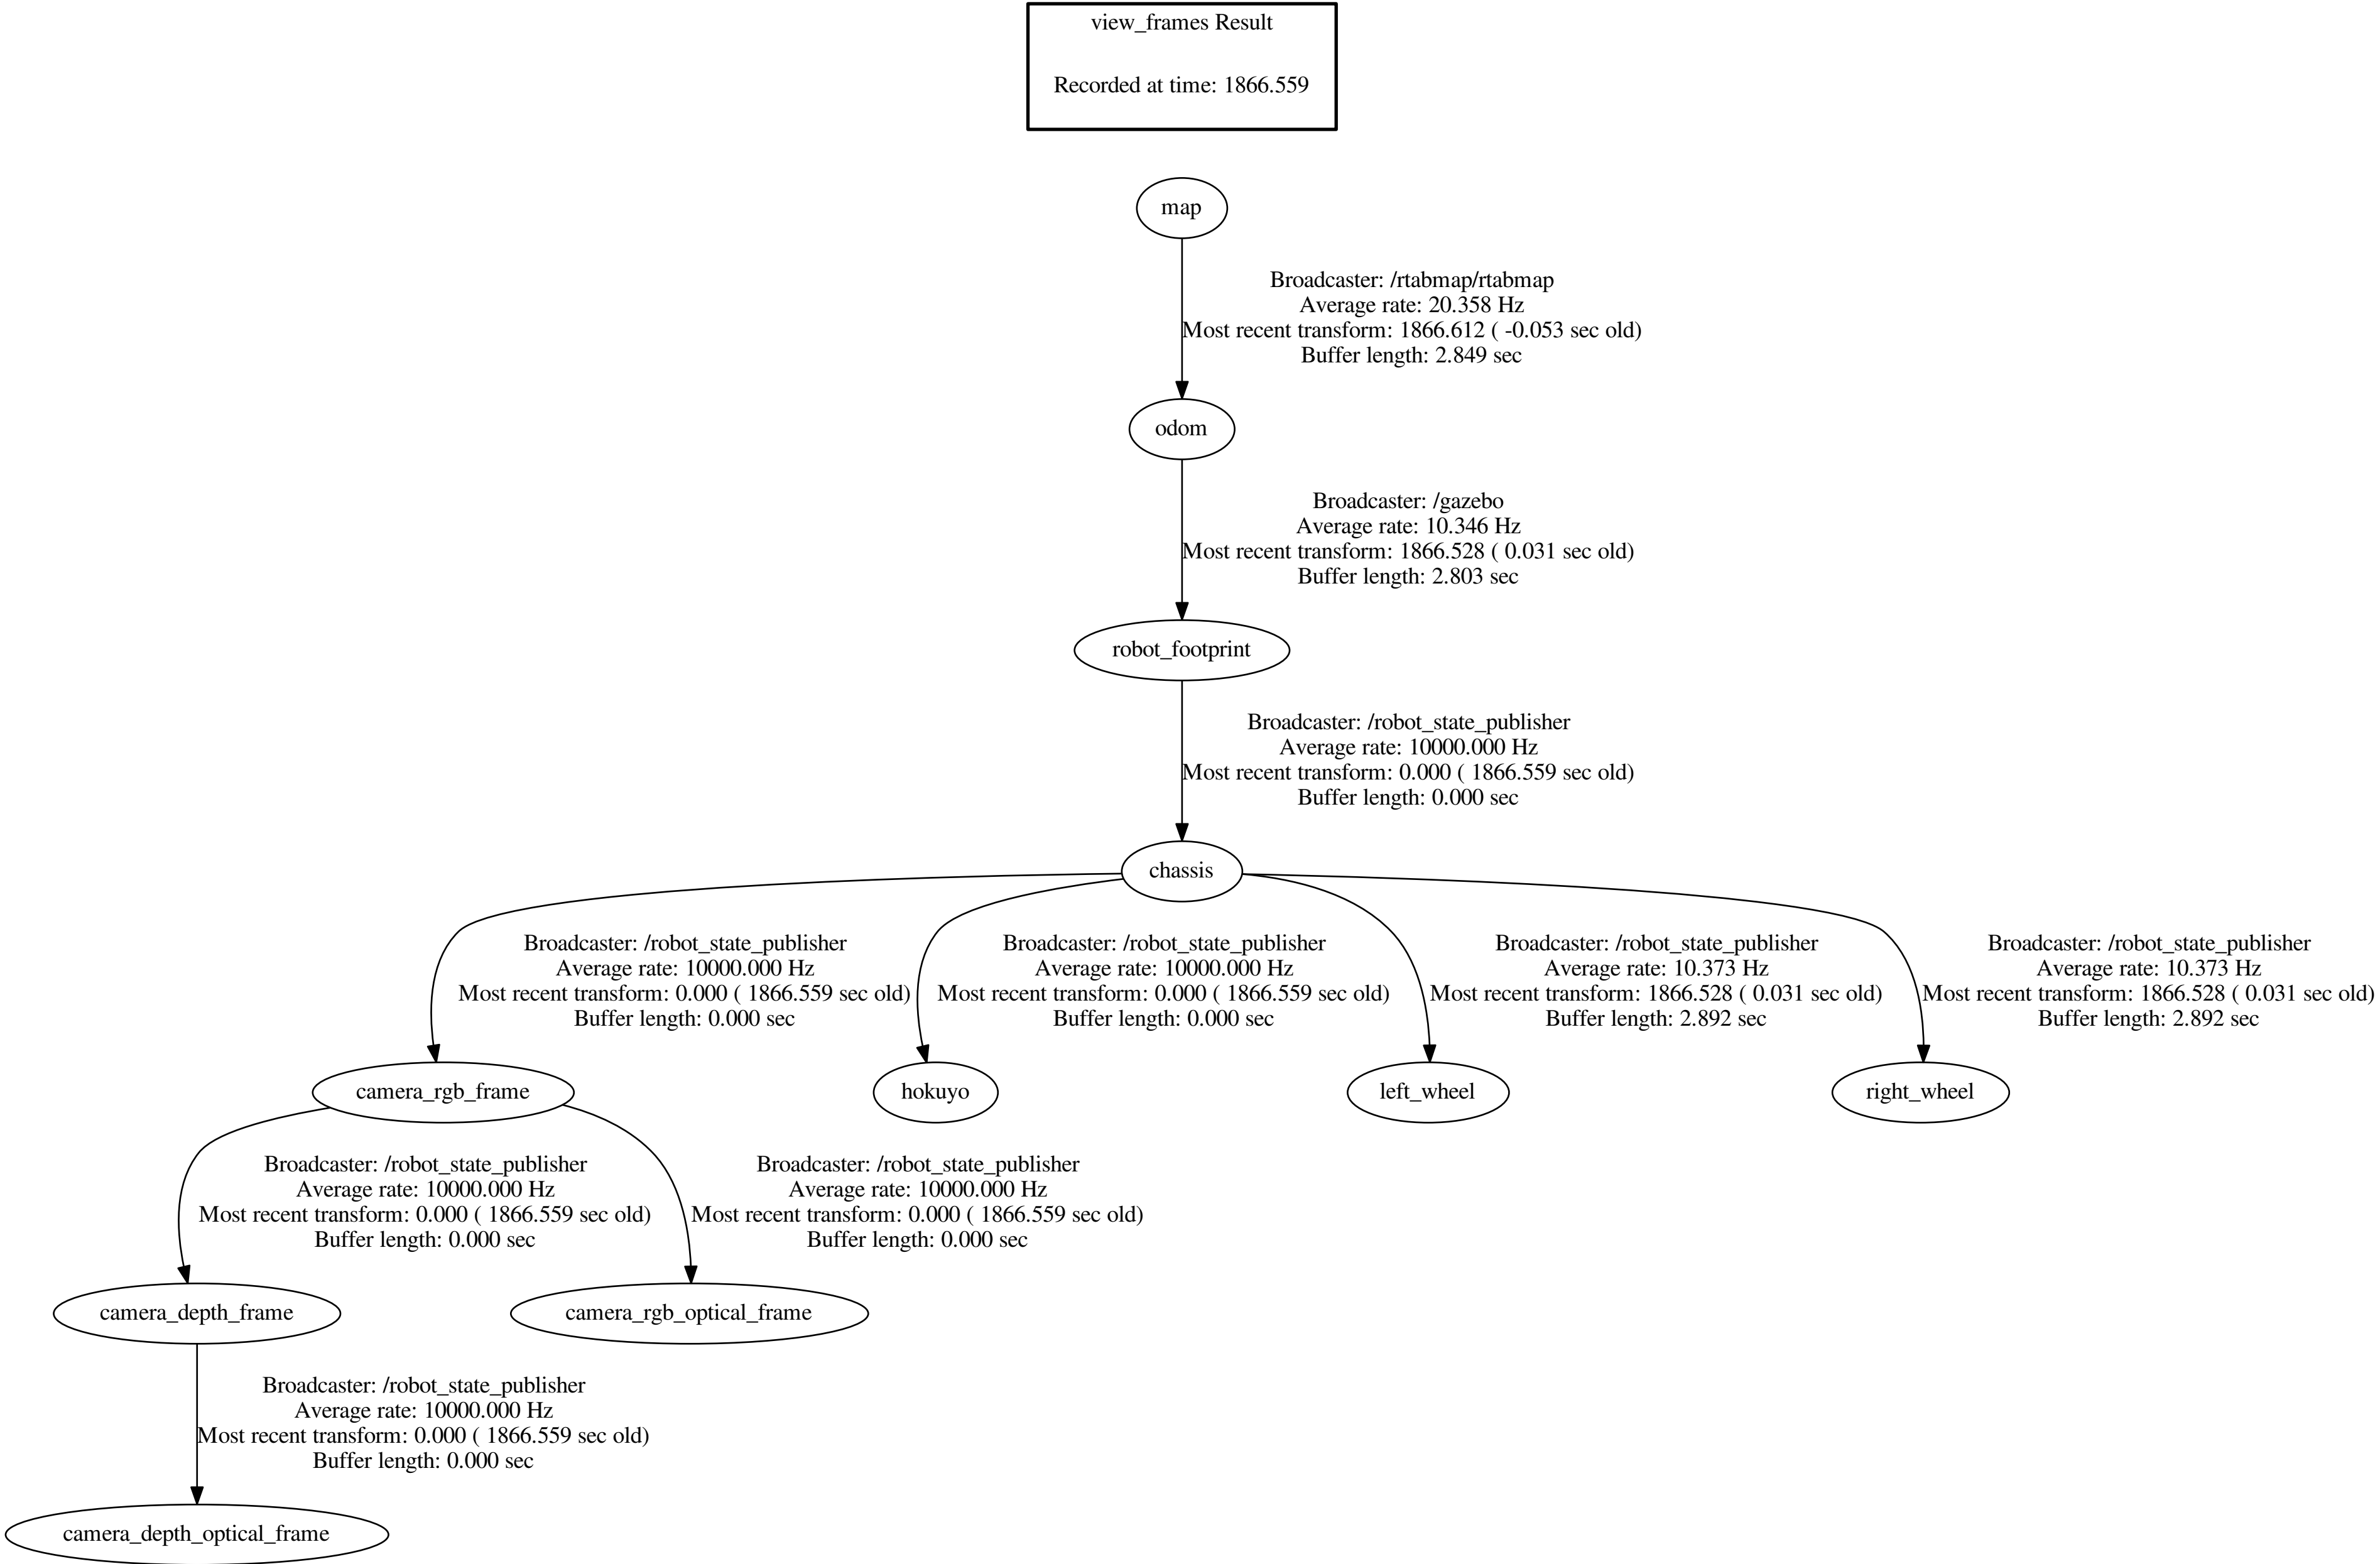 view_frames Result
Recorded at time: 1866.559
map
Broadcaster: /rtabmap/rtabmap
Average rate: 20.358 Hz
Most recent transform: 1866.612 ( -0.053 sec old)
Buffer length: 2.849 sec
odom
Broadcaster: /gazebo
Average rate: 10.346 Hz
Most recent transform: 1866.528 ( 0.031 sec old)
Buffer length: 2.803 sec
robot_footprint
Broadcaster: /robot_state_publisher
Average rate: 10000.000 Hz
Most recent transform: 0.000 ( 1866.559 sec old)
Buffer length: 0.000 sec
chassis
Broadcaster: /robot_state_publisher
Average rate: 10000.000 Hz
Most recent transform: 0.000 ( 1866.559 sec old)
Buffer length: 0.000 sec
Broadcaster: /robot_state_publisher
Average rate: 10000.000 Hz
Most recent transform: 0.000 ( 1866.559 sec old)
Buffer length: 0.000 sec
Broadcaster: /robot_state_publisher
Average rate: 10.373 Hz
Most recent transform: 1866.528 ( 0.031 sec old)
Buffer length: 2.892 sec
Broadcaster: /robot_state_publisher
Average rate: 10.373 Hz
Most recent transform: 1866.528 ( 0.031 sec old)
Buffer length: 2.892 sec
camera_rgb_frame
hokuyo
left_wheel
right_wheel
Broadcaster: /robot_state_publisher
Average rate: 10000.000 Hz
Most recent transform: 0.000 ( 1866.559 sec old)
Buffer length: 0.000 sec
Broadcaster: /robot_state_publisher
Average rate: 10000.000 Hz
Most recent transform: 0.000 ( 1866.559 sec old)
Buffer length: 0.000 sec
camera_depth_frame
camera_rgb_optical_frame
Broadcaster: /robot_state_publisher
Average rate: 10000.000 Hz
Most recent transform: 0.000 ( 1866.559 sec old)
Buffer length: 0.000 sec
camera_depth_optical_frame